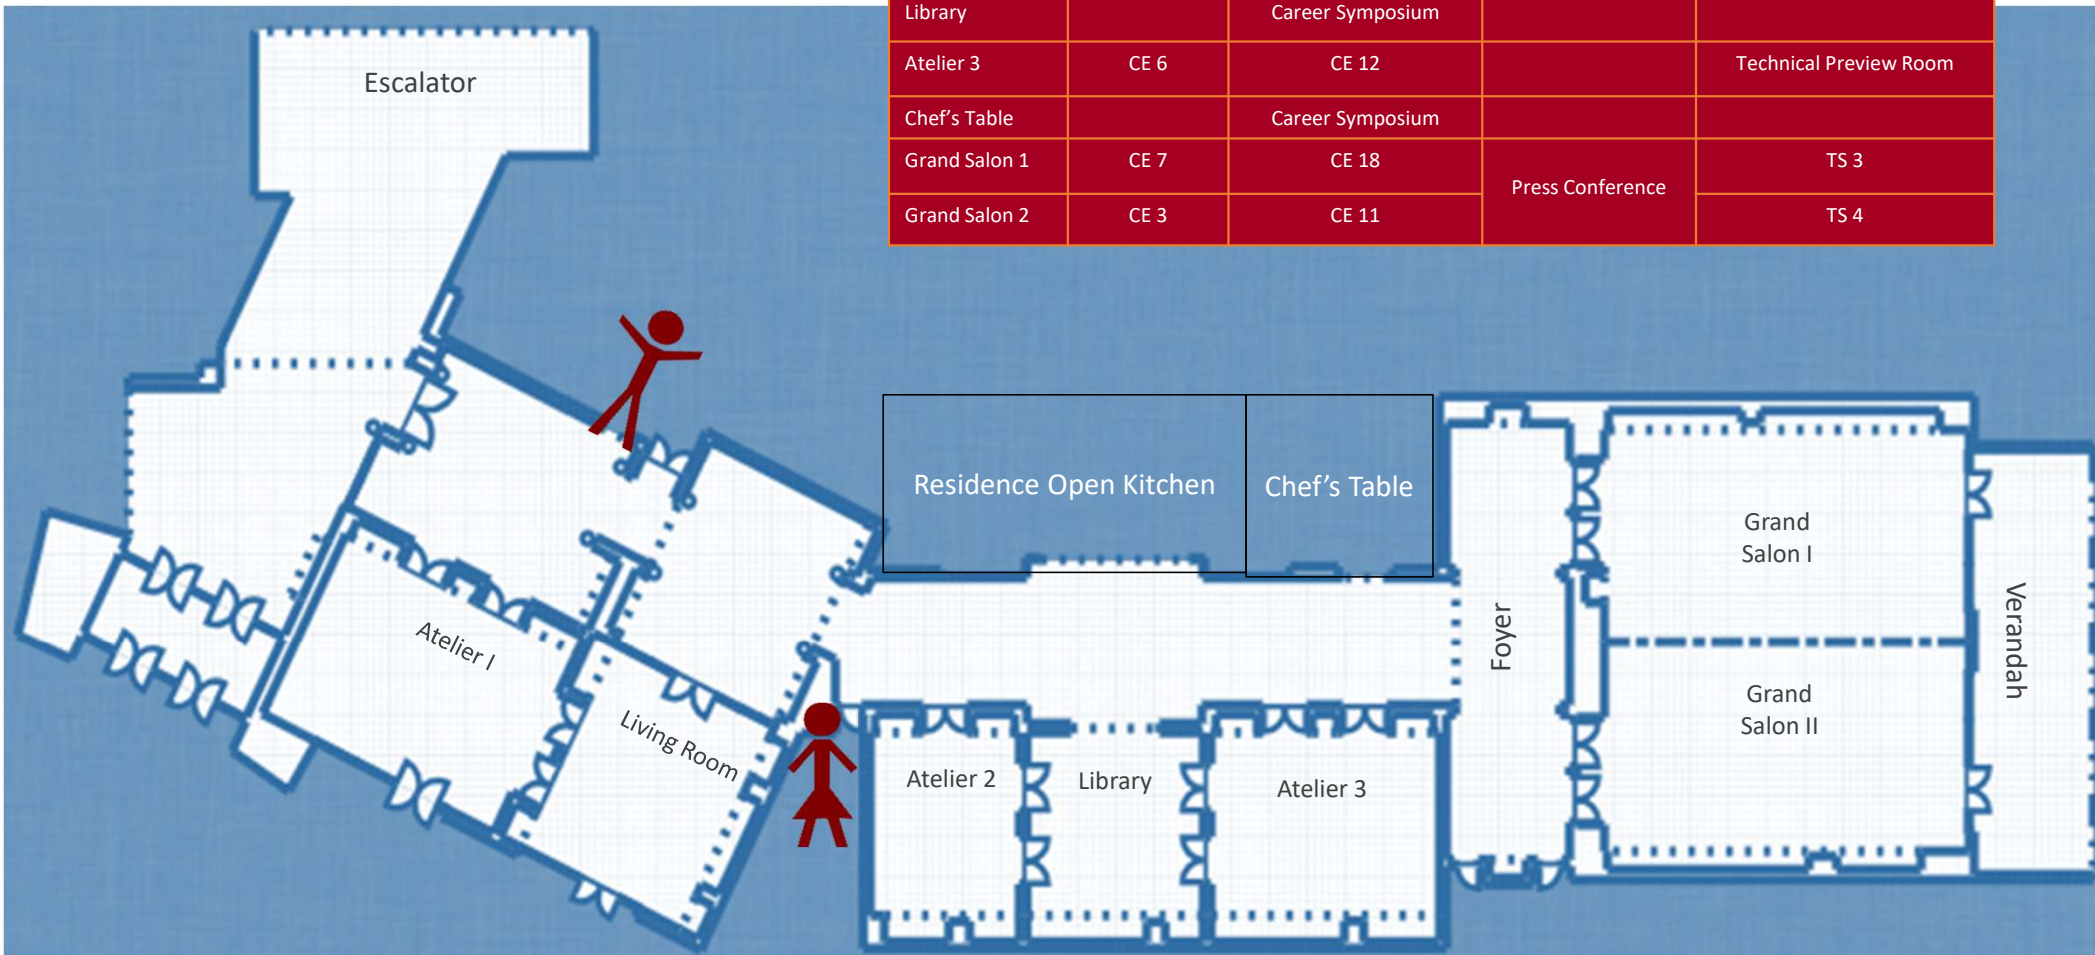 Library Career Symposium
Atelier 3 CE 6 CE 12 Technical Preview Room
Chef's Table Career Symposium
Grand Salon 1 CE 7 CE 18 TS 3
Press Conference
Grand Salon 2 CE 3 CE 11 TS 4
Escalator
Residence Open Kitchen
Chef's Table
Grand
Salon I
Foyer
Verandah
Atelier I
Living Room
Grand
Salon II
Atelier 2
Library
Atelier 3